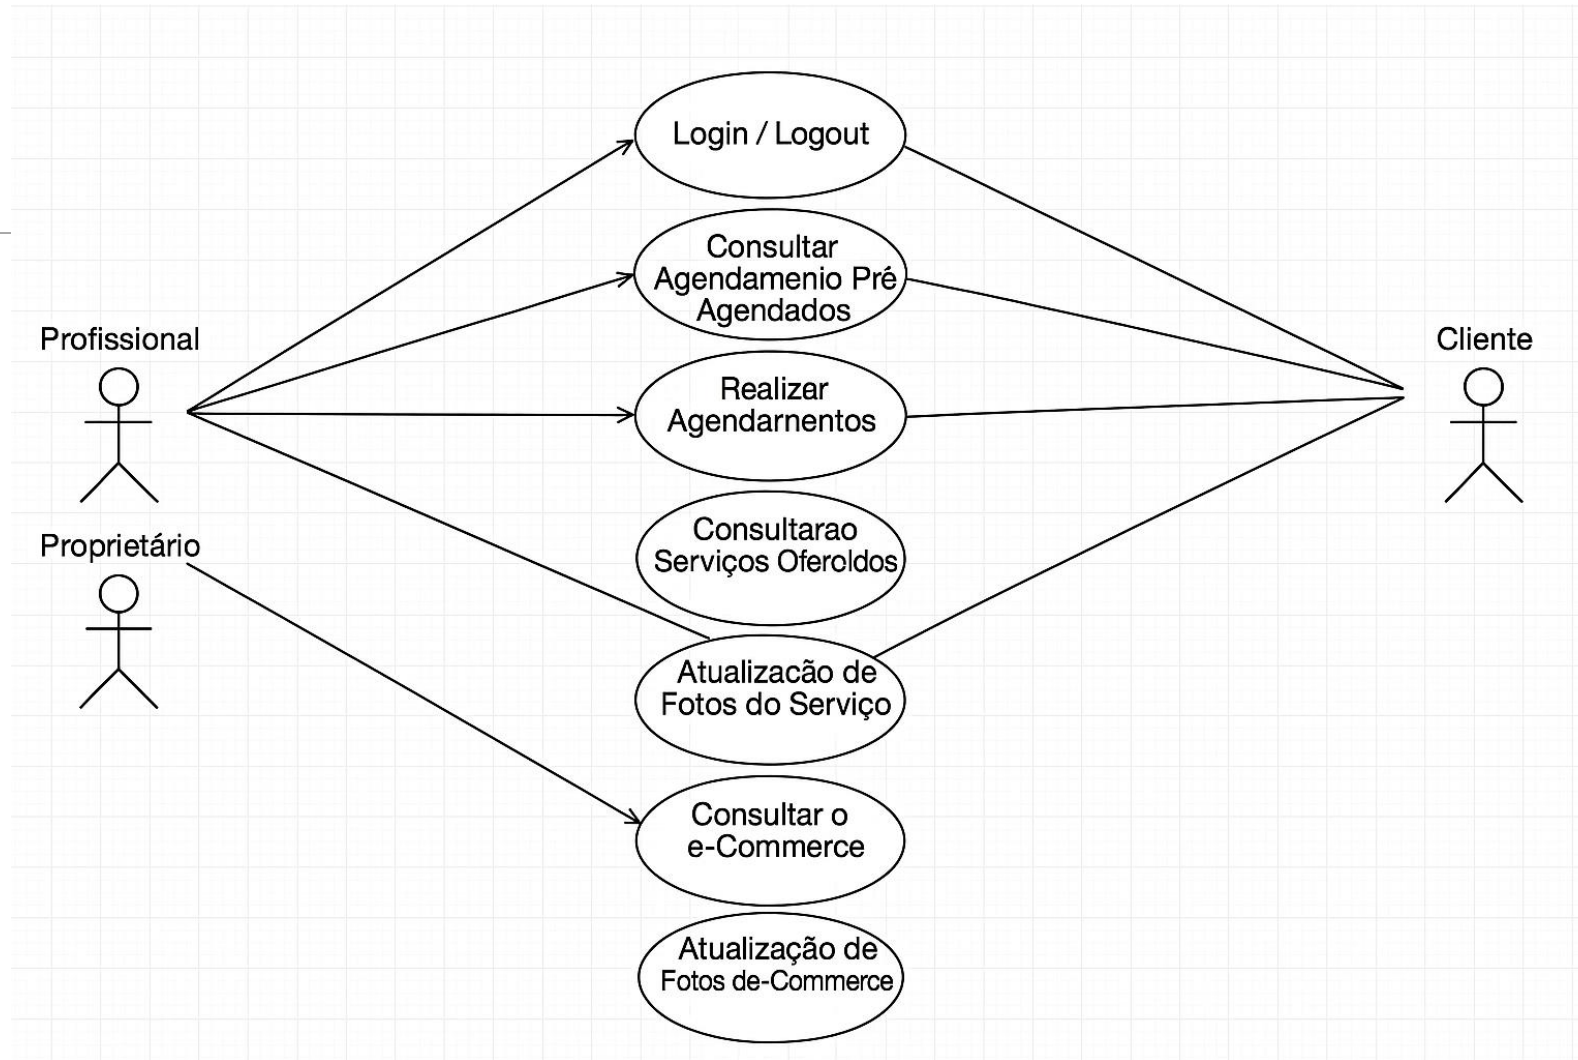 Login / Logout
Consultar
Agendamenio Pré
Agendados
Profissional
Cliente
Realizar
Agendarnentos
Consultarao
Serviços Oferoldos
Proprietário
Atualizacão de
Fotos do Serviço
Consultar o
e-Commerce
Atualização de
Fotos de-Commerce